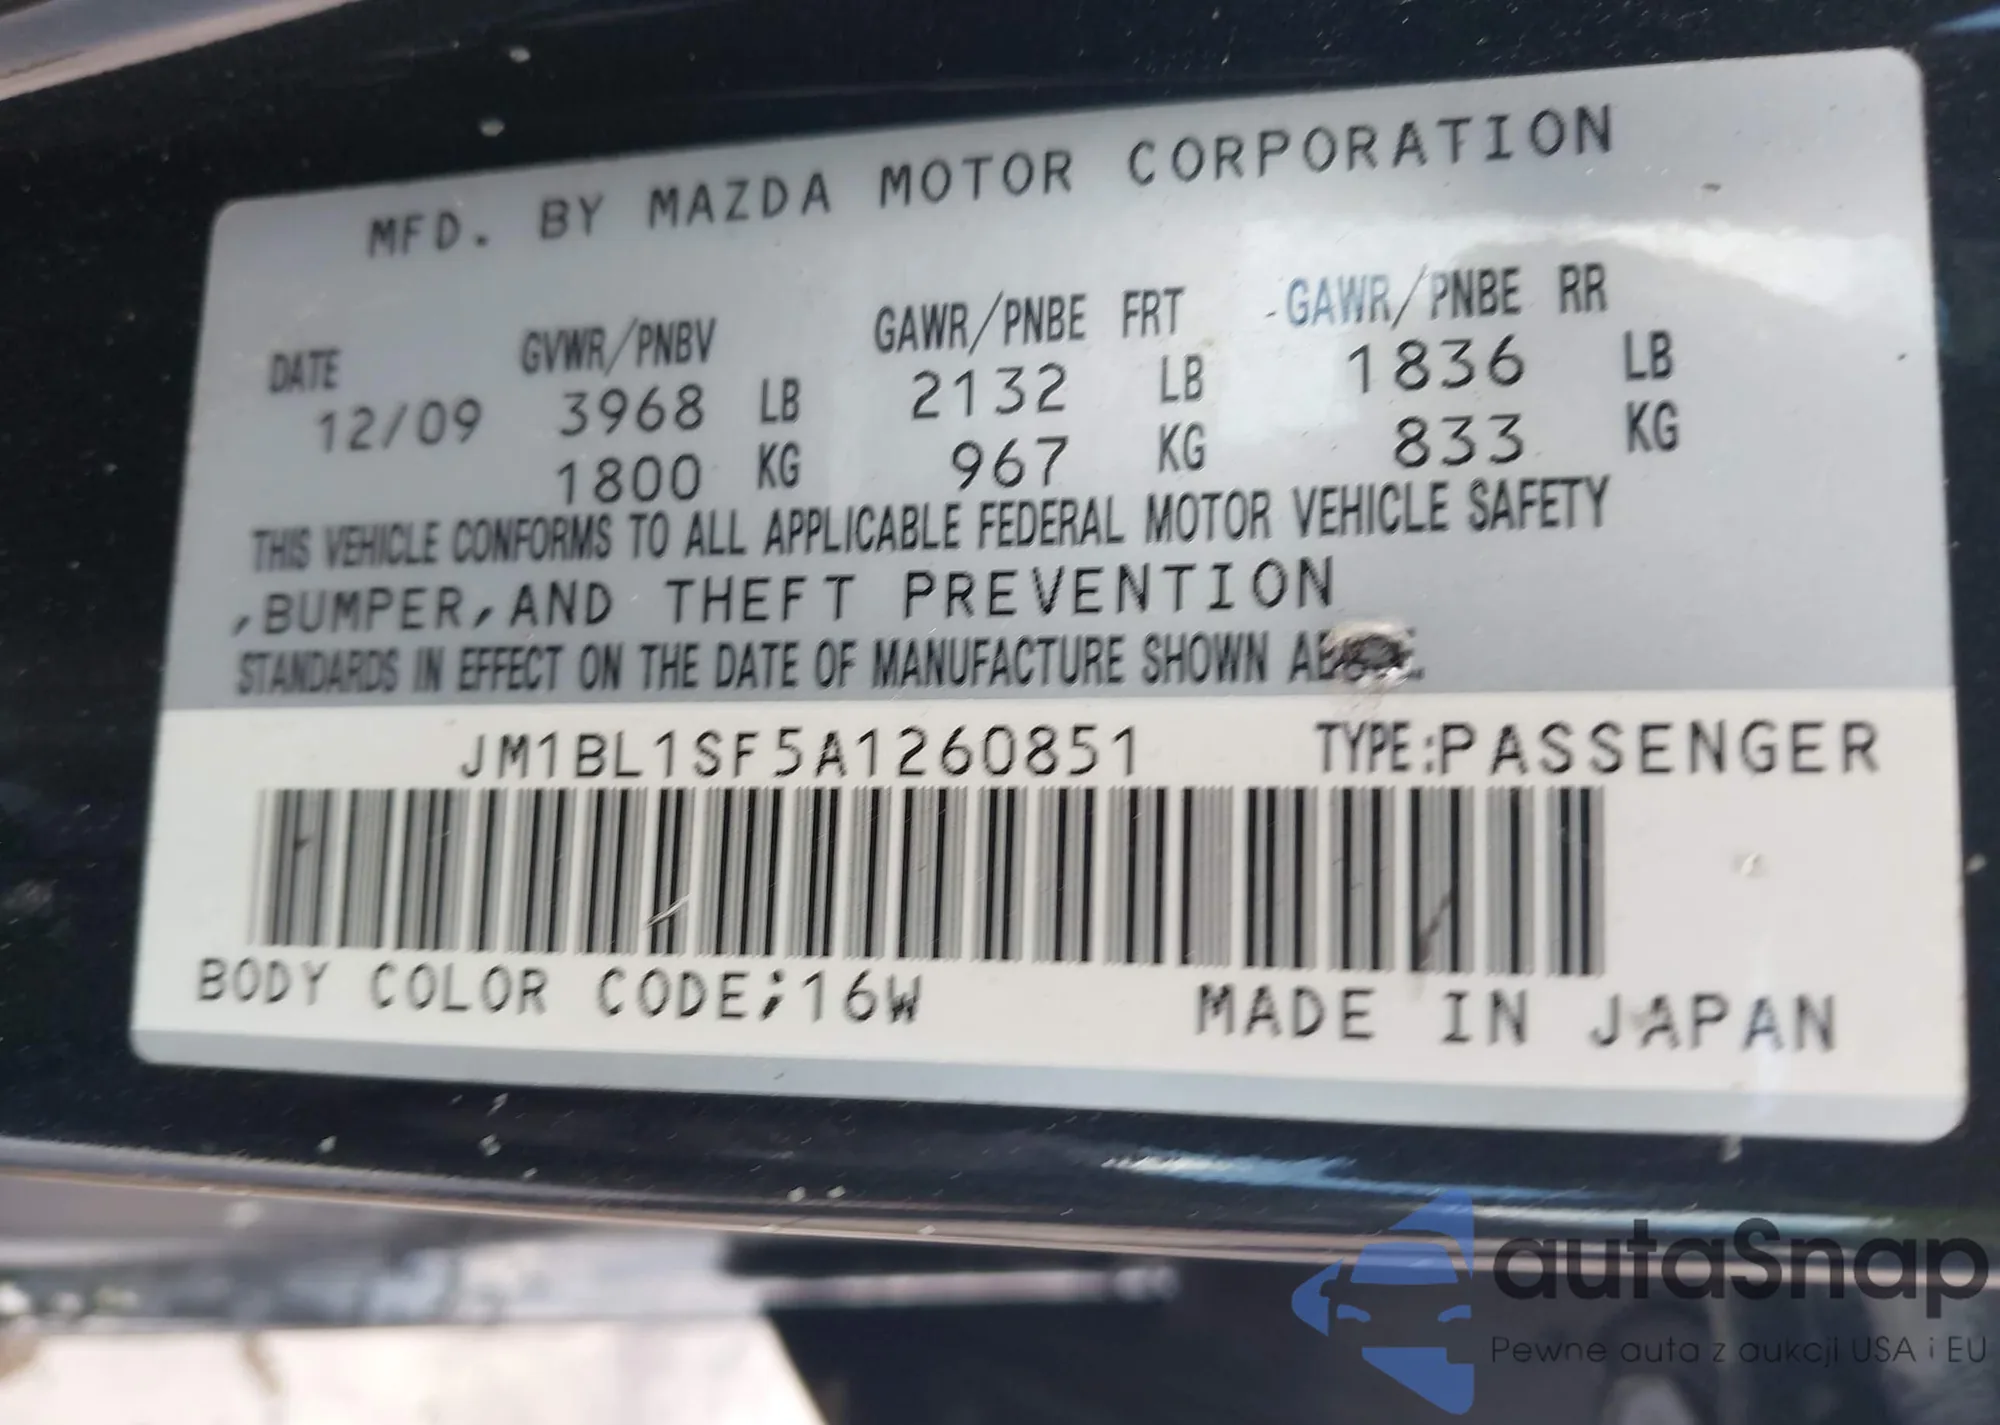 MFD. BY MAZDA MOTOR CORPORATION
DATE GVWR/PNBV GAWR/PNBE FRT GAWR/PNBE RR
12/09 3968 LB 2132 LB 1836 LB
1800 KG 967 KG 833 KG
THIS VEHICLE CONFORMS TO ALL APPLICABLE FEDERAL MOTOR VEHICLE SAFETY
,BUMPER,AND THEFT PREVENTION
STANDARDS IN EFFECT ON THE DATE OF MANUFACTURE SHOWN
JM1BL1SF5A1260851 TYPE:PASSENGER
BODY COLOR CODE;16W MADE IN JAPAN
autaSnap
Pewne auta z aukcji USA i EU